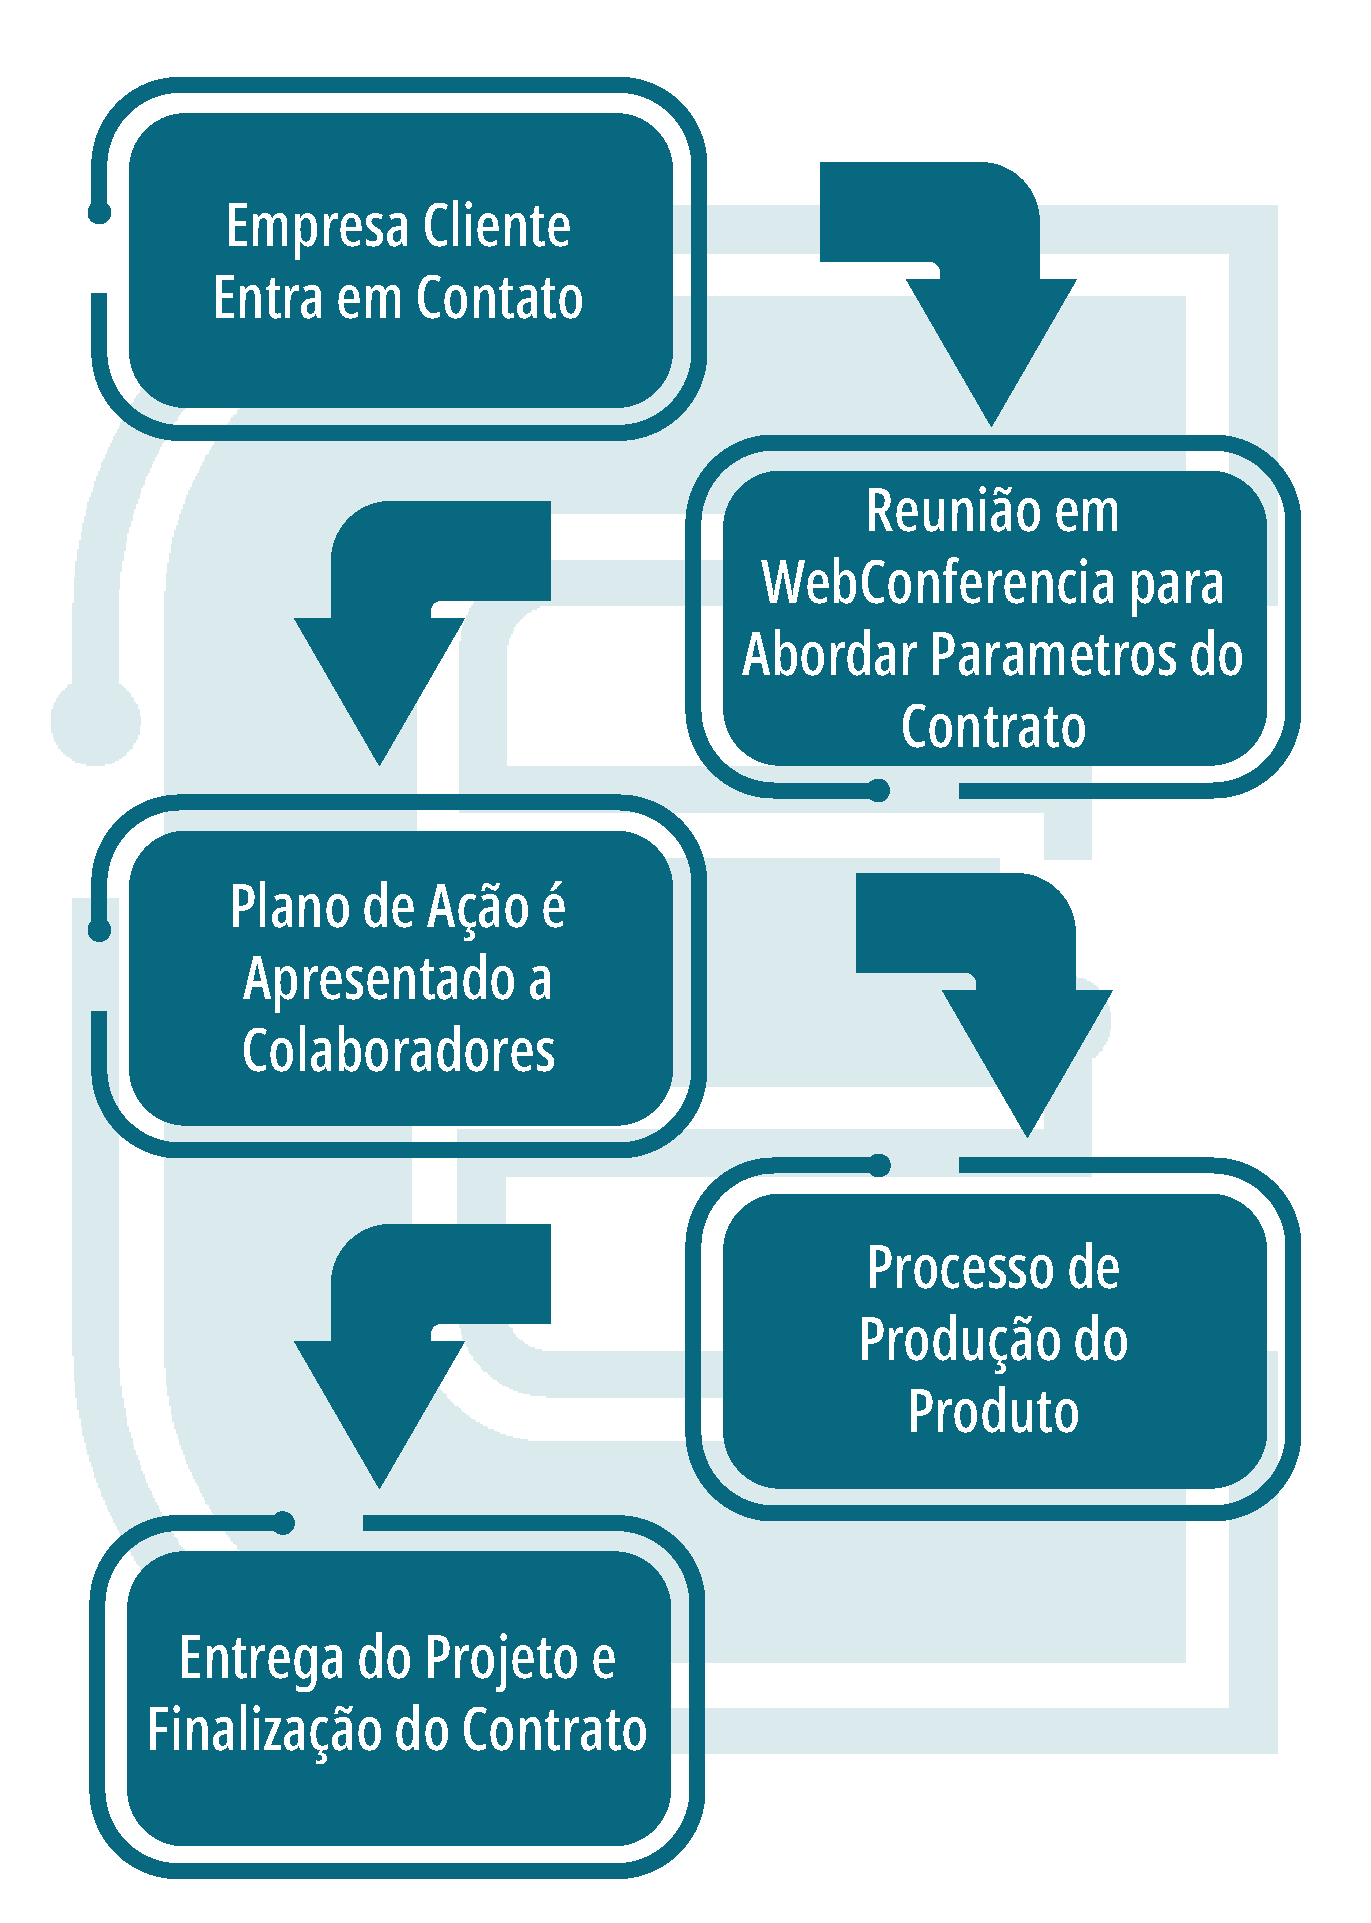 Empresa Cliente
Entra em Contato
Reunião em
WebConferencia para
Abordar Parametros do
Contrato
Plano de Ação é
Apresentado a
Colaboradores
Processo de
Produção do
Produto
Entrega do Projeto e
Finalização do Contrato